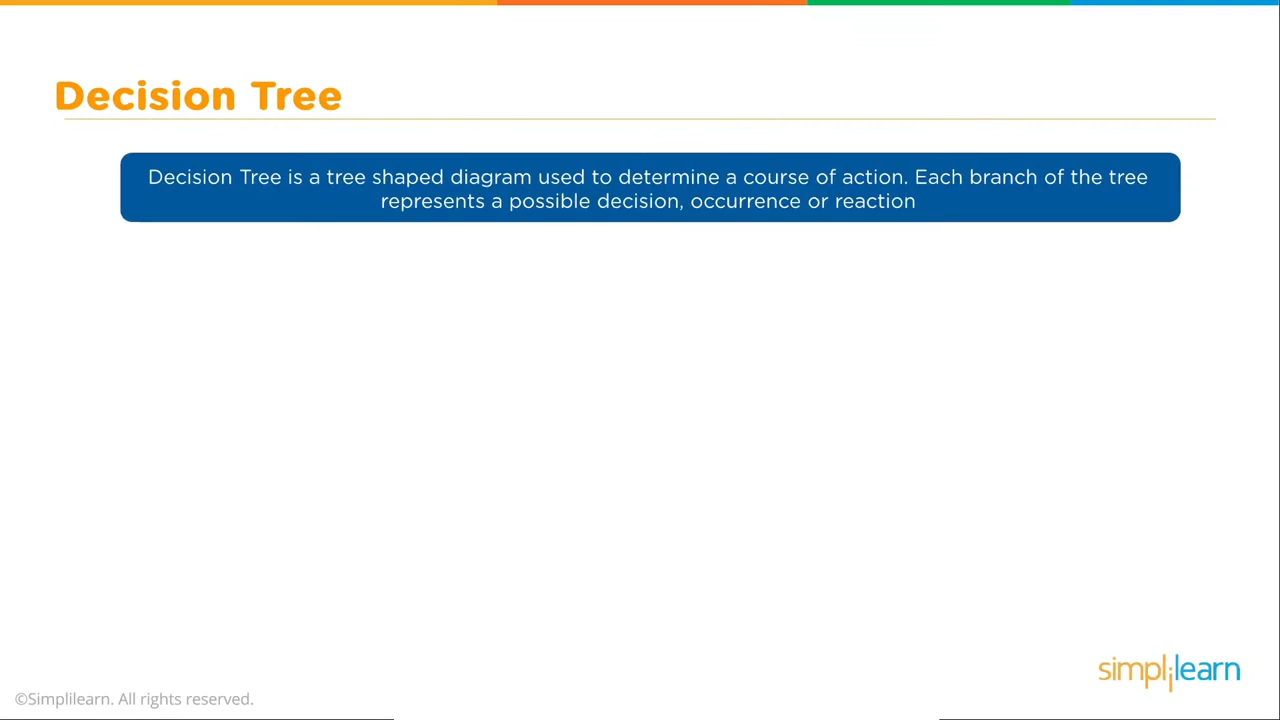 Decision Tree
Decision Tree is a tree shaped diagram used to determine a course of action. Each branch of the tree
represents a possible decision, occurrence or reaction
simplilearn
©Simplilearn. All rights reserved.